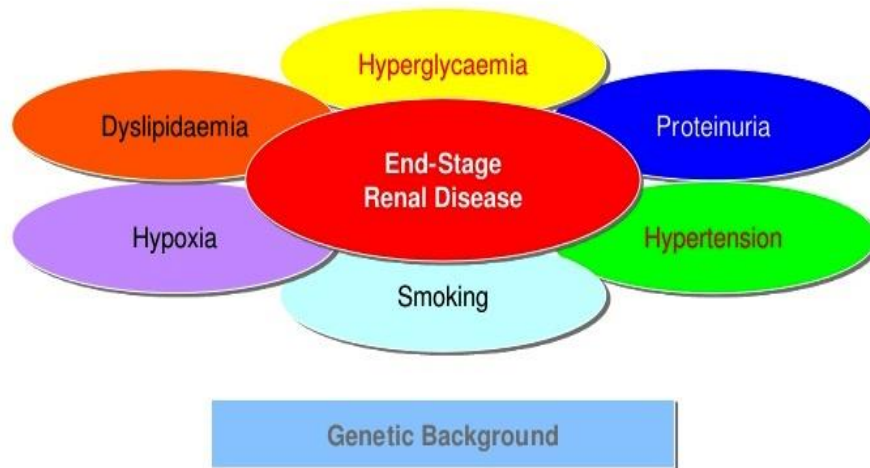 Hyperglycaemia
Dyslipidaemia
Proteinuria
End-Stage
Renal Disease
Hypoxia
Hypertension
Smoking
Genetic Background